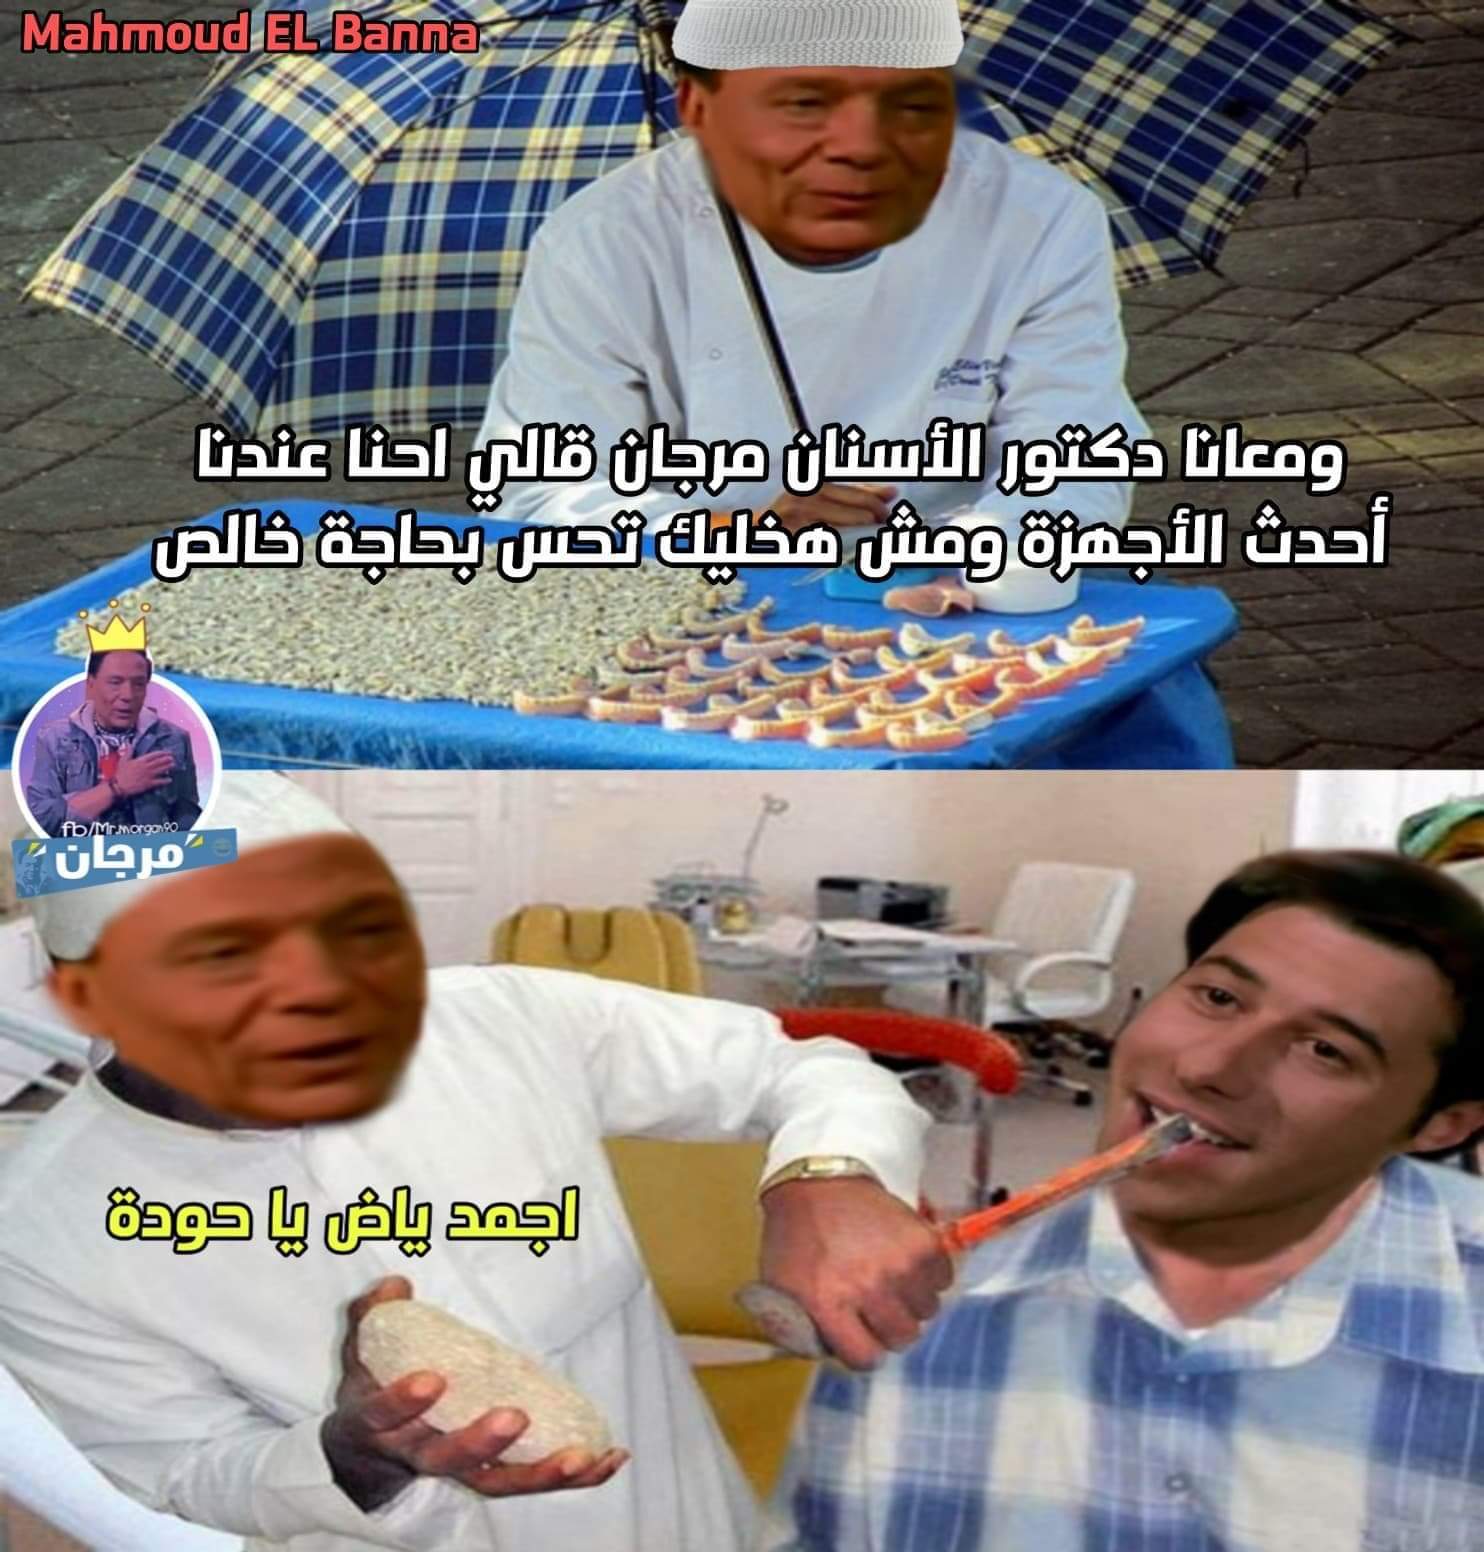 Mahmoud EL Banna
ومعانا دكتور الأسنان مرجان قالي احنا عندنا
أحدث الأجهزة ومش هخليك تحس بحاجة خالص
fb/Mr.morgan90
مرجان
اجمد ياض يا حودة